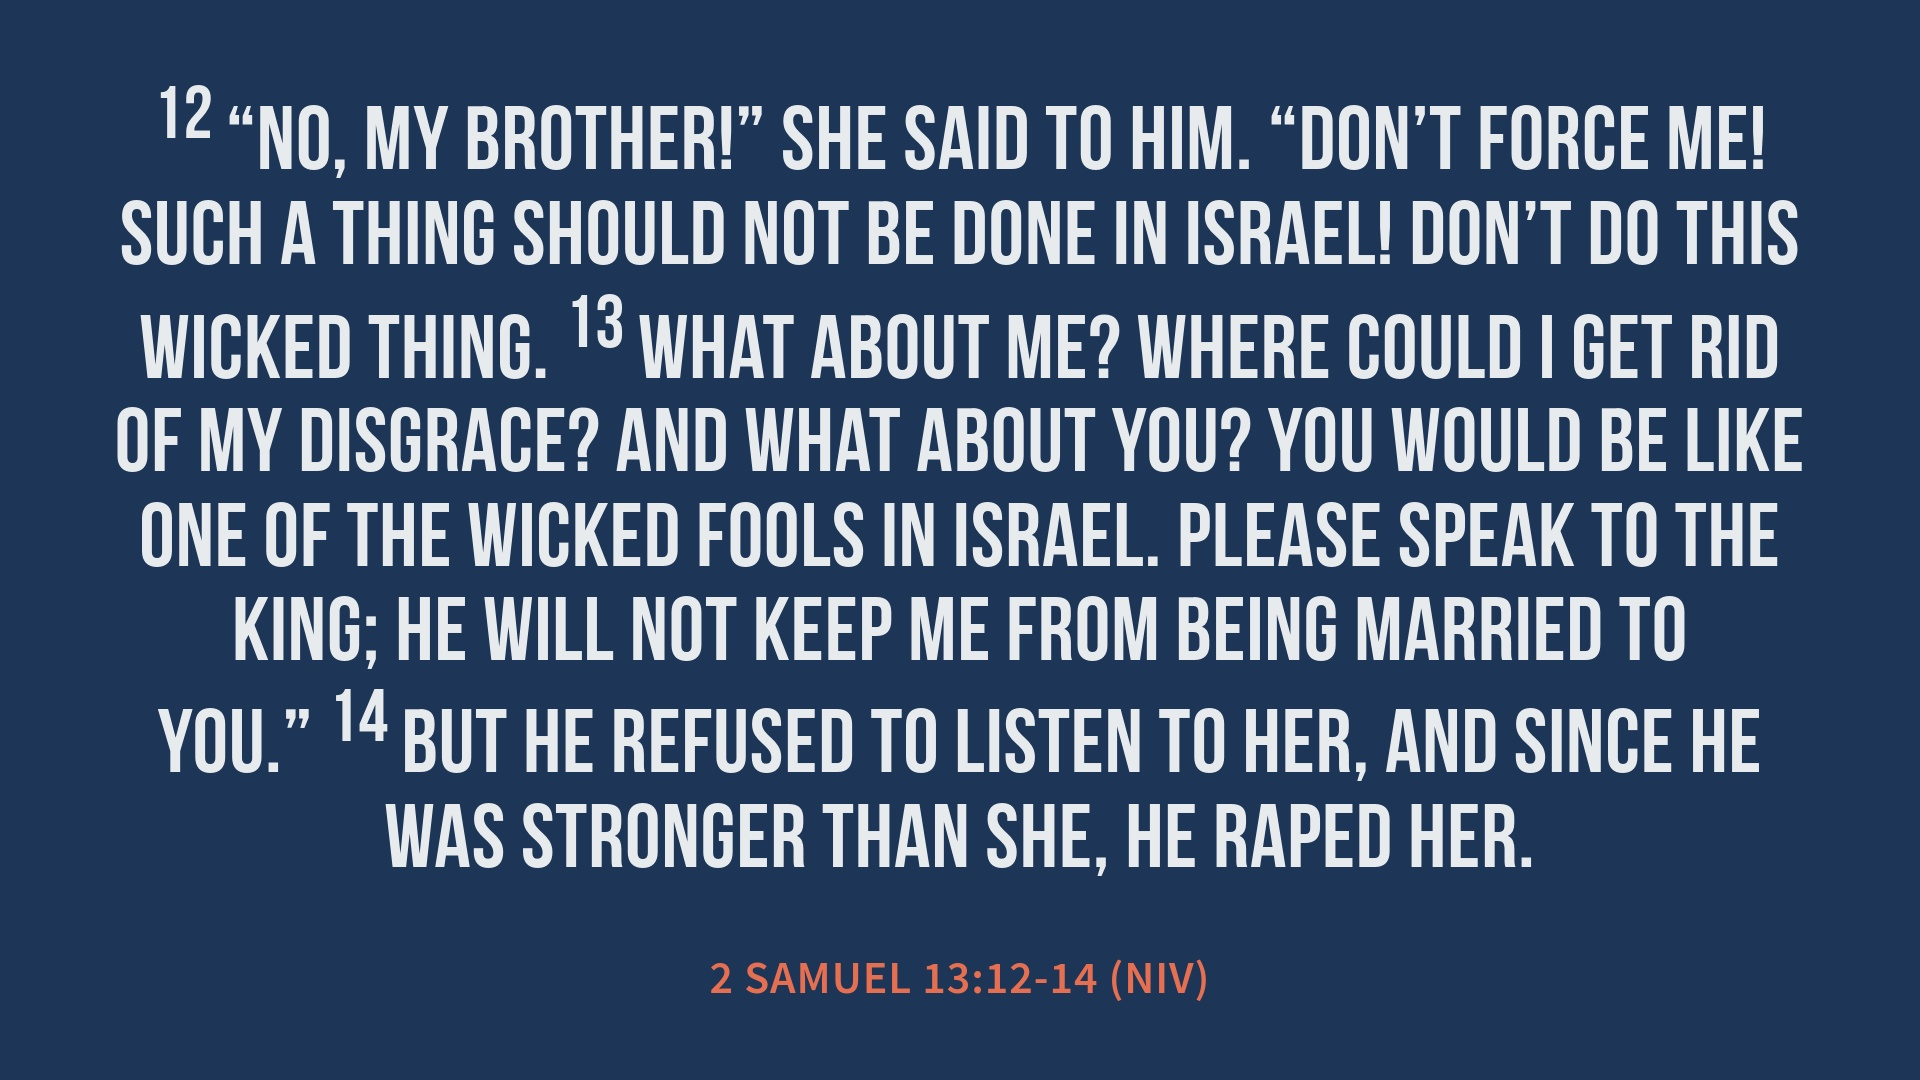 12 “NO, MY BROTHER!” SHE SAID TO HIM. “DON’T FORCE ME!
SUCH A THING SHOULD NOT BE DONE IN ISRAEL! DON’T DO THIS
WICKED THING. 13 WHAT ABOUT ME? WHERE COULD I GET RID
OF MY DISGRACE? AND WHAT ABOUT YOU? YOU WOULD BE LIKE
ONE OF THE WICKED FOOLS IN ISRAEL. PLEASE SPEAK TO THE
KING; HE WILL NOT KEEP ME FROM BEING MARRIED TO
YOU.” 14 BUT HE REFUSED TO LISTEN TO HER, AND SINCE HE
WAS STRONGER THAN SHE, HE RAPED HER.
2 SAMUEL 13:12-14 (NIV)